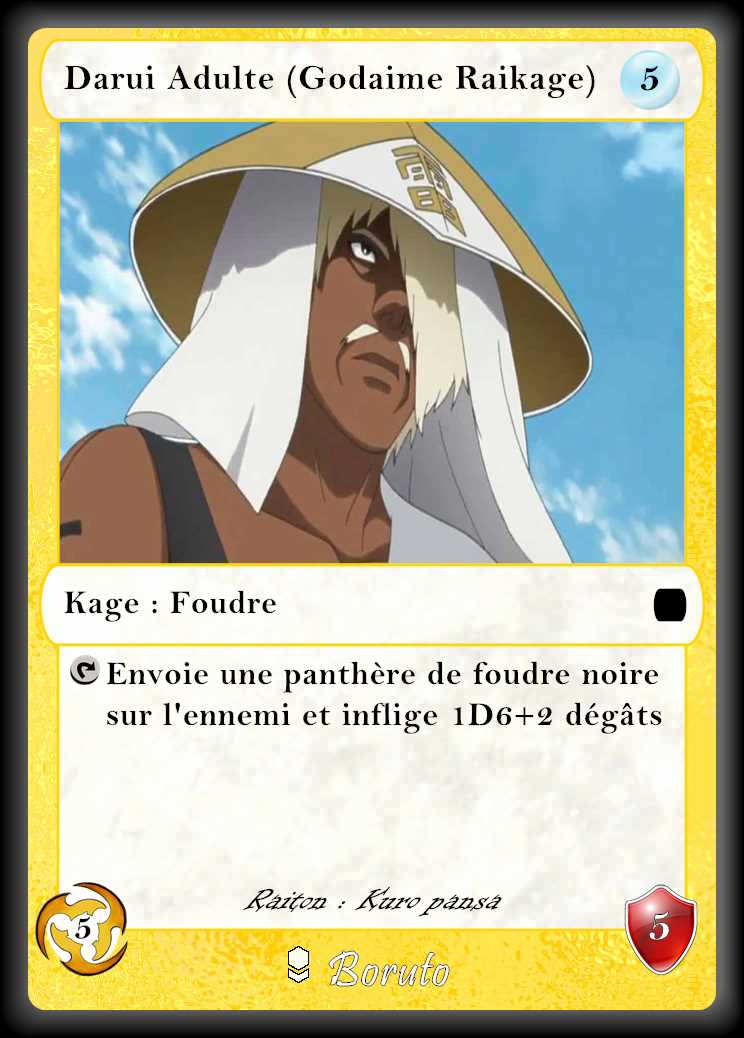 Darui Adulte (Godaime Raikage) 5
Kage : Foudre
Envoie une panthère de foudre noire
sur l'ennemi et inflige 1D6+2 dégâts
Raiton : Kuro pansa
5
5
Boruto